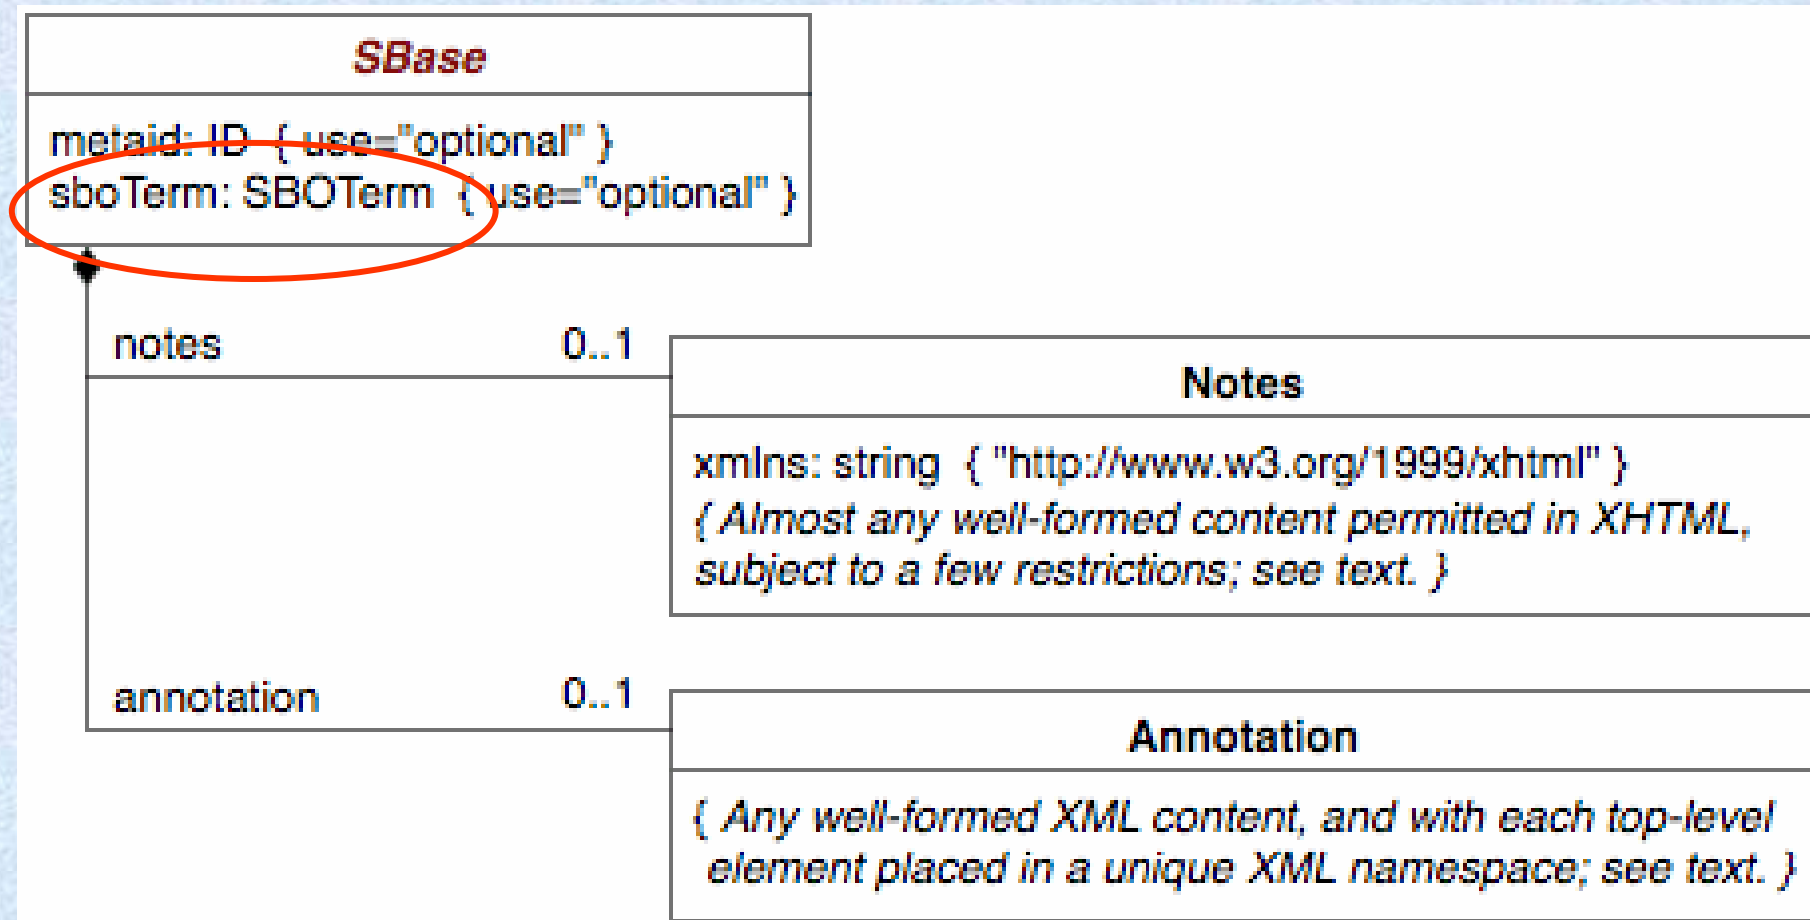 SBase
metaid: ID { use="optional" }
sboTerm: SBOTerm { use="optional" }
notes 0..1
Notes
xmlns: string { "http://www.w3.org/1999/xhtml" }
{ Almost any well-formed content permitted in XHTML,
subject to a few restrictions; see text. }
annotation 0..1
Annotation
{ Any well-formed XML content, and with each top-level
element placed in a unique XML namespace; see text. }